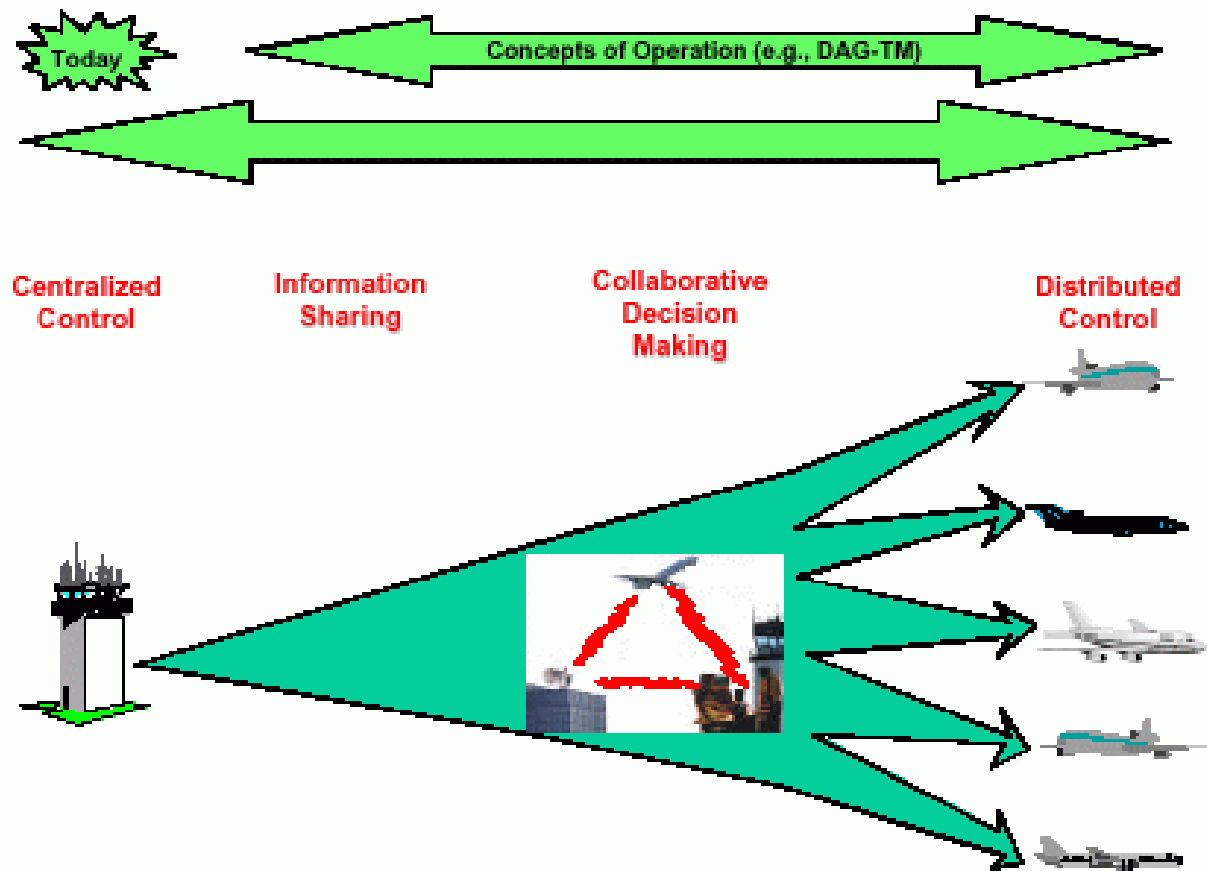 Today
Concepts of Operation (e.g., DAG-TM)
Centralized
Control
Information
Sharing
Collaborative
Decision
Making
Distributed
Control